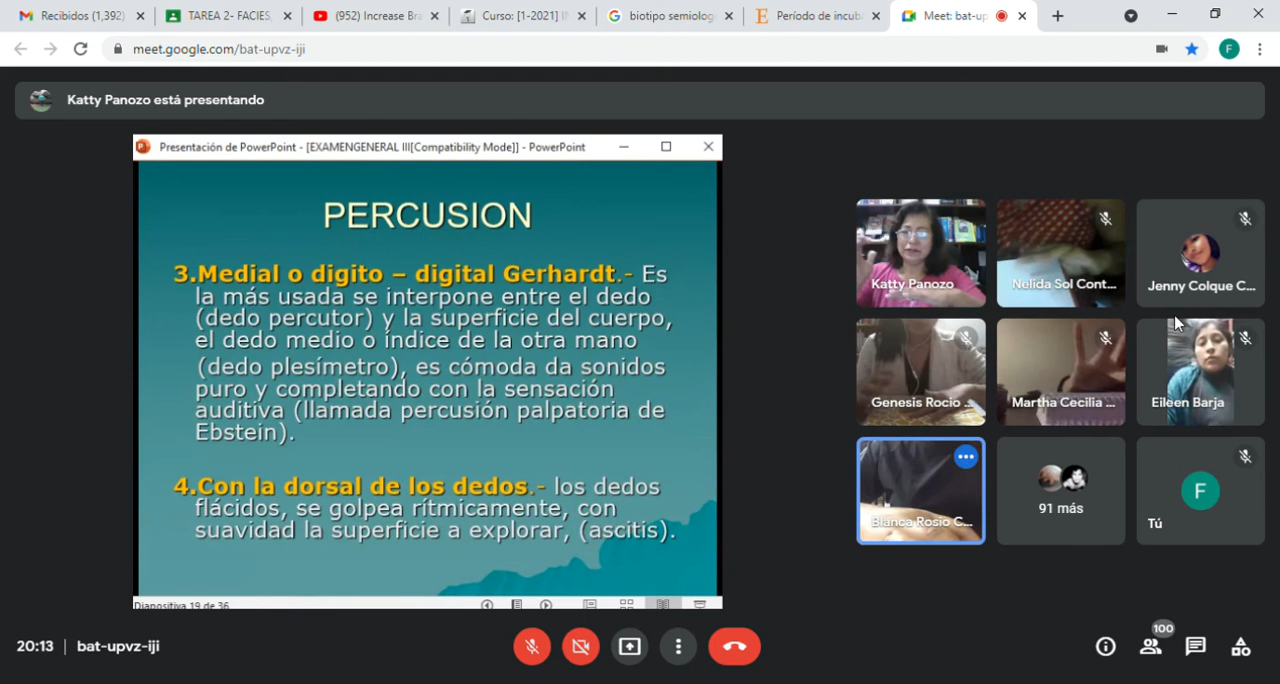 Recibidos (1,392)
TAREA 2- FACIES,
(952) Increase Bra
Curso: [1-2021] I
biotipo semiolog
Período de incub
Meet: bat-up
meet.google.com/bat-upvz-iji
F
Katty Panozo está presentando
Presentación de PowerPoint - [EXAMENGENERAL III[Compatibility Mode]] - PowerPoint
PERCUSION
3.Medial o digito – digital Gerhardt.- Es
la más usada se interpone entre el dedo
(dedo percutor) y la superficie del cuerpo,
el dedo medio o índice de la otra mano
(dedo plesímetro), es cómoda da sonidos
puro y completando con la sensación
auditiva (llamada percusión palpatoria de
Ebstein).
4.Con la dorsal de los dedos.- los dedos
flácidos, se golpea rítmicamente, con
suavidad la superficie a explorar, (ascitis).
Diapositiva 19 de 36
Katty Panozo
Nelida Sol Cont...
Jenny Colque C...
Genesis Rocio ...
Martha Cecilia ...
Eileen Barja
Blanca Rosio C...
91 más
F
Tú
20:13 | bat-upvz-iji
100